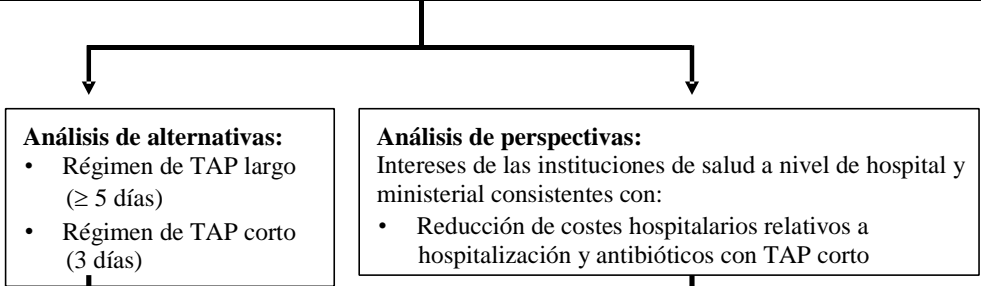 Análisis de alternativas:
• Régimen de TAP largo
(≥ 5 días)
• Régimen de TAP corto
(3 días)
Análisis de perspectivas:
Intereses de las instituciones de salud a nivel de hospital y
ministerial consistentes con:
• Reducción de costes hospitalarios relativos a
hospitalización y antibióticos con TAP corto